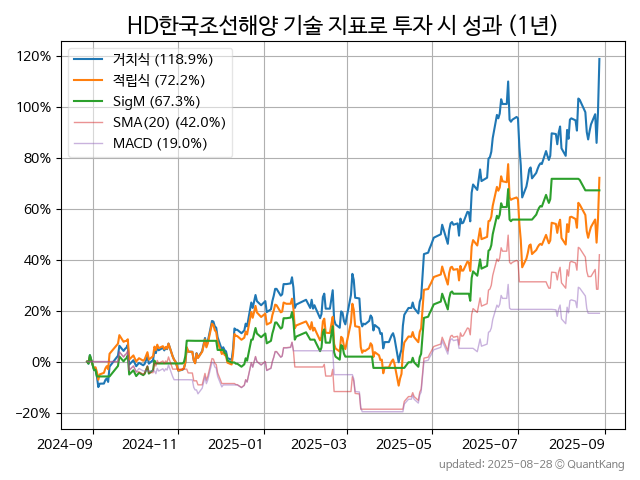 HD한국조선해양 기술 지표로 투자 시 성과 (1년)
거치식 (118.9%)
적립식 (72.2%)
SigM (67.3%)
SMA(20) (42.0%)
MACD (19.0%)
120%
100%
80%
60%
40%
20%
0%
−20%
2024-09 2024-11 2025-01 2025-03 2025-05 2025-07 2025-09
updated: 2025-08-28 © QuantKang